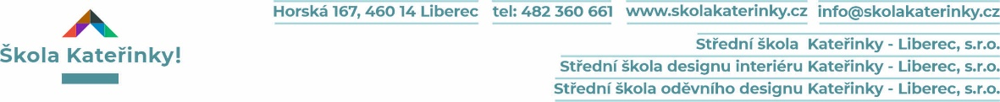 Škola Kateřinky!
Horská 167, 460 14 Liberec tel: 482 360 661 www.skolakaterinky.cz info@skolakaterinky.cz
Střední škola Kateřinky - Liberec, s.r.o.
Střední škola designu interiéru Kateřinky - Liberec, s.r.o.
Střední škola oděvního designu Kateřinky - Liberec, s.r.o.